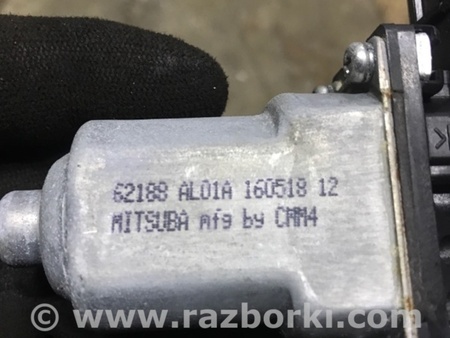 62188 AL01A 160518 12
MITSUBA mfg by CMM4
© www.razborki.com